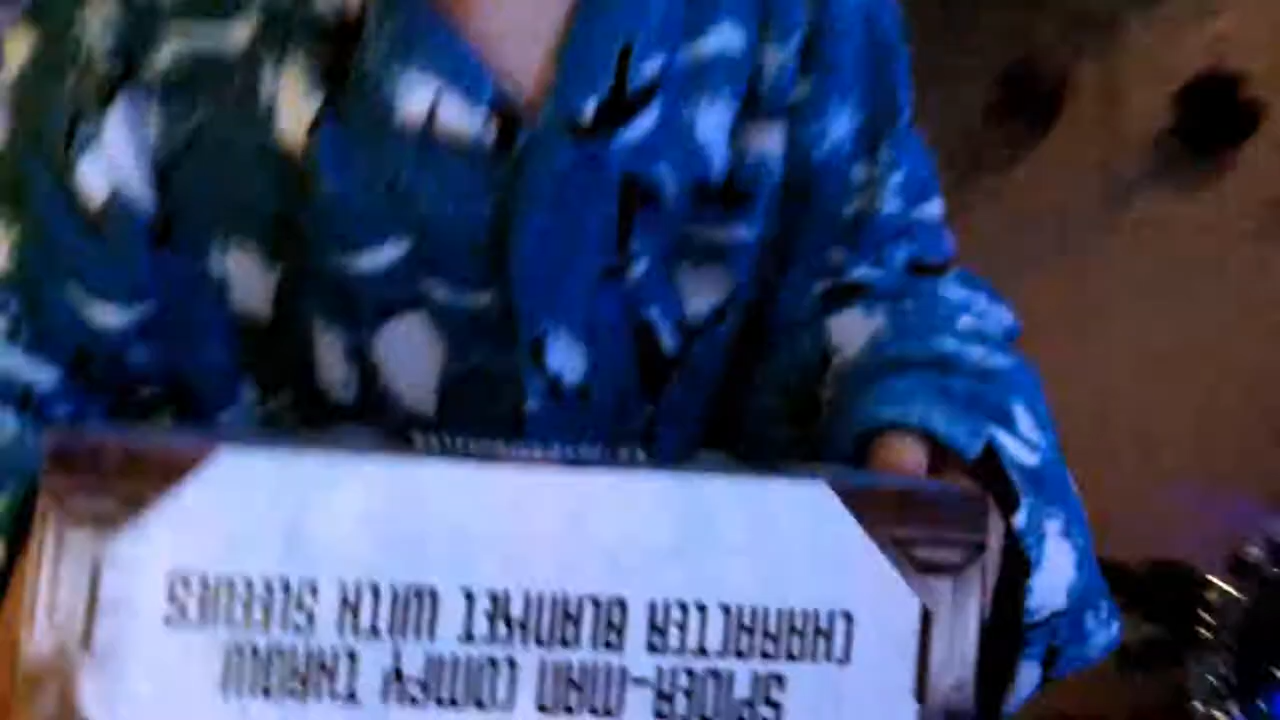 SPIDER-MAN COMFY THROW
CHARACTER BLANKET WITH SLEEVES